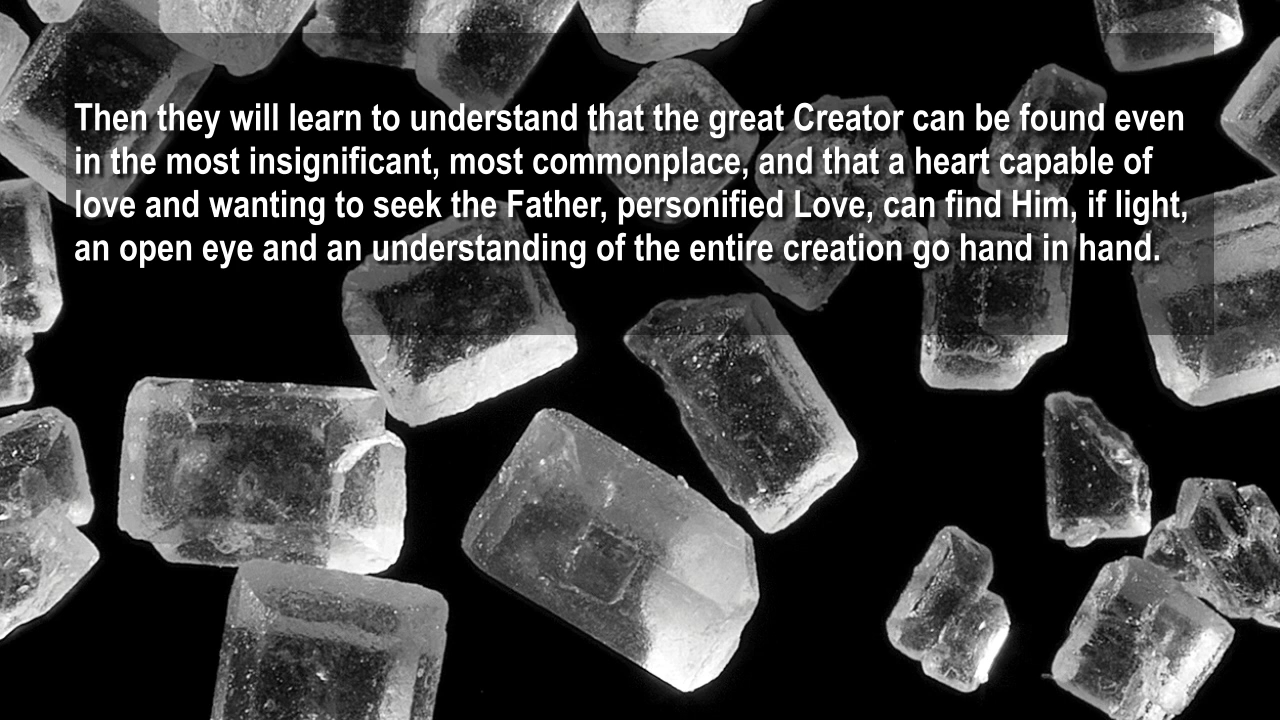 Then they will learn to understand that the great Creator can be found even
in the most insignificant, most commonplace, and that a heart capable of
love and wanting to seek the Father, personified Love, can find Him, if light,
an open eye and an understanding of the entire creation go hand in hand.